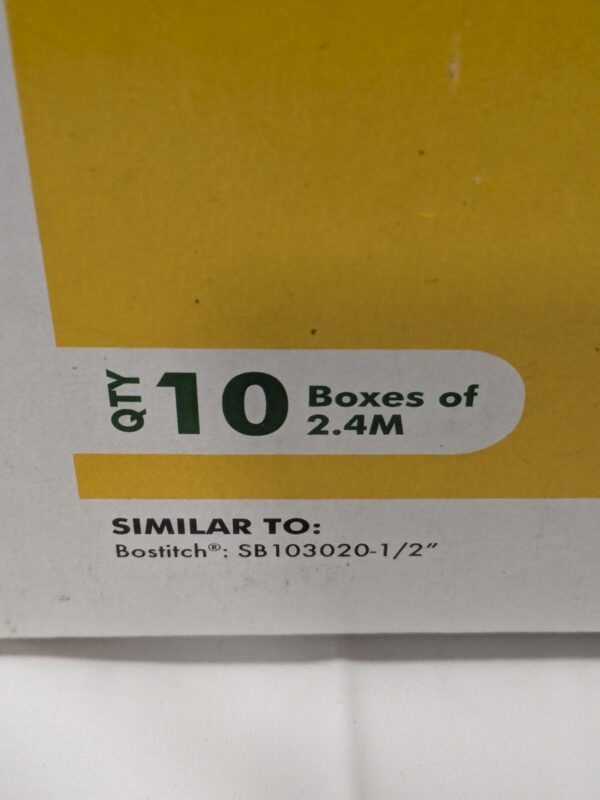 QTY 10 Boxes of
2.4M
SIMILAR TO:
Bostitch®: SB103020-1/2"